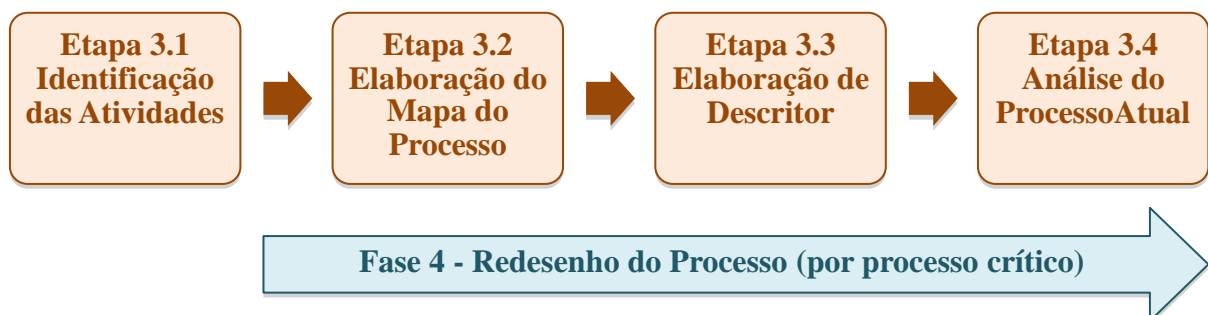 Etapa 3.1
Identificação
das Atividades
Etapa 3.2
Elaboração do
Mapa do
Processo
Etapa 3.3
Elaboração de
Descritor
Etapa 3.4
Análise do
ProcessoAtual
Fase 4 - Redesenho do Processo (por processo crítico)